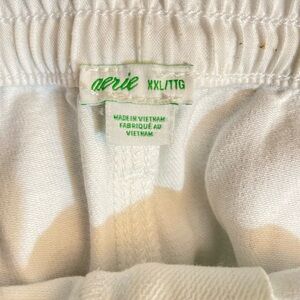 aerie XXL/TTG
MADE IN VIETNAM
FABRIQUÉ AU
VIETNAM